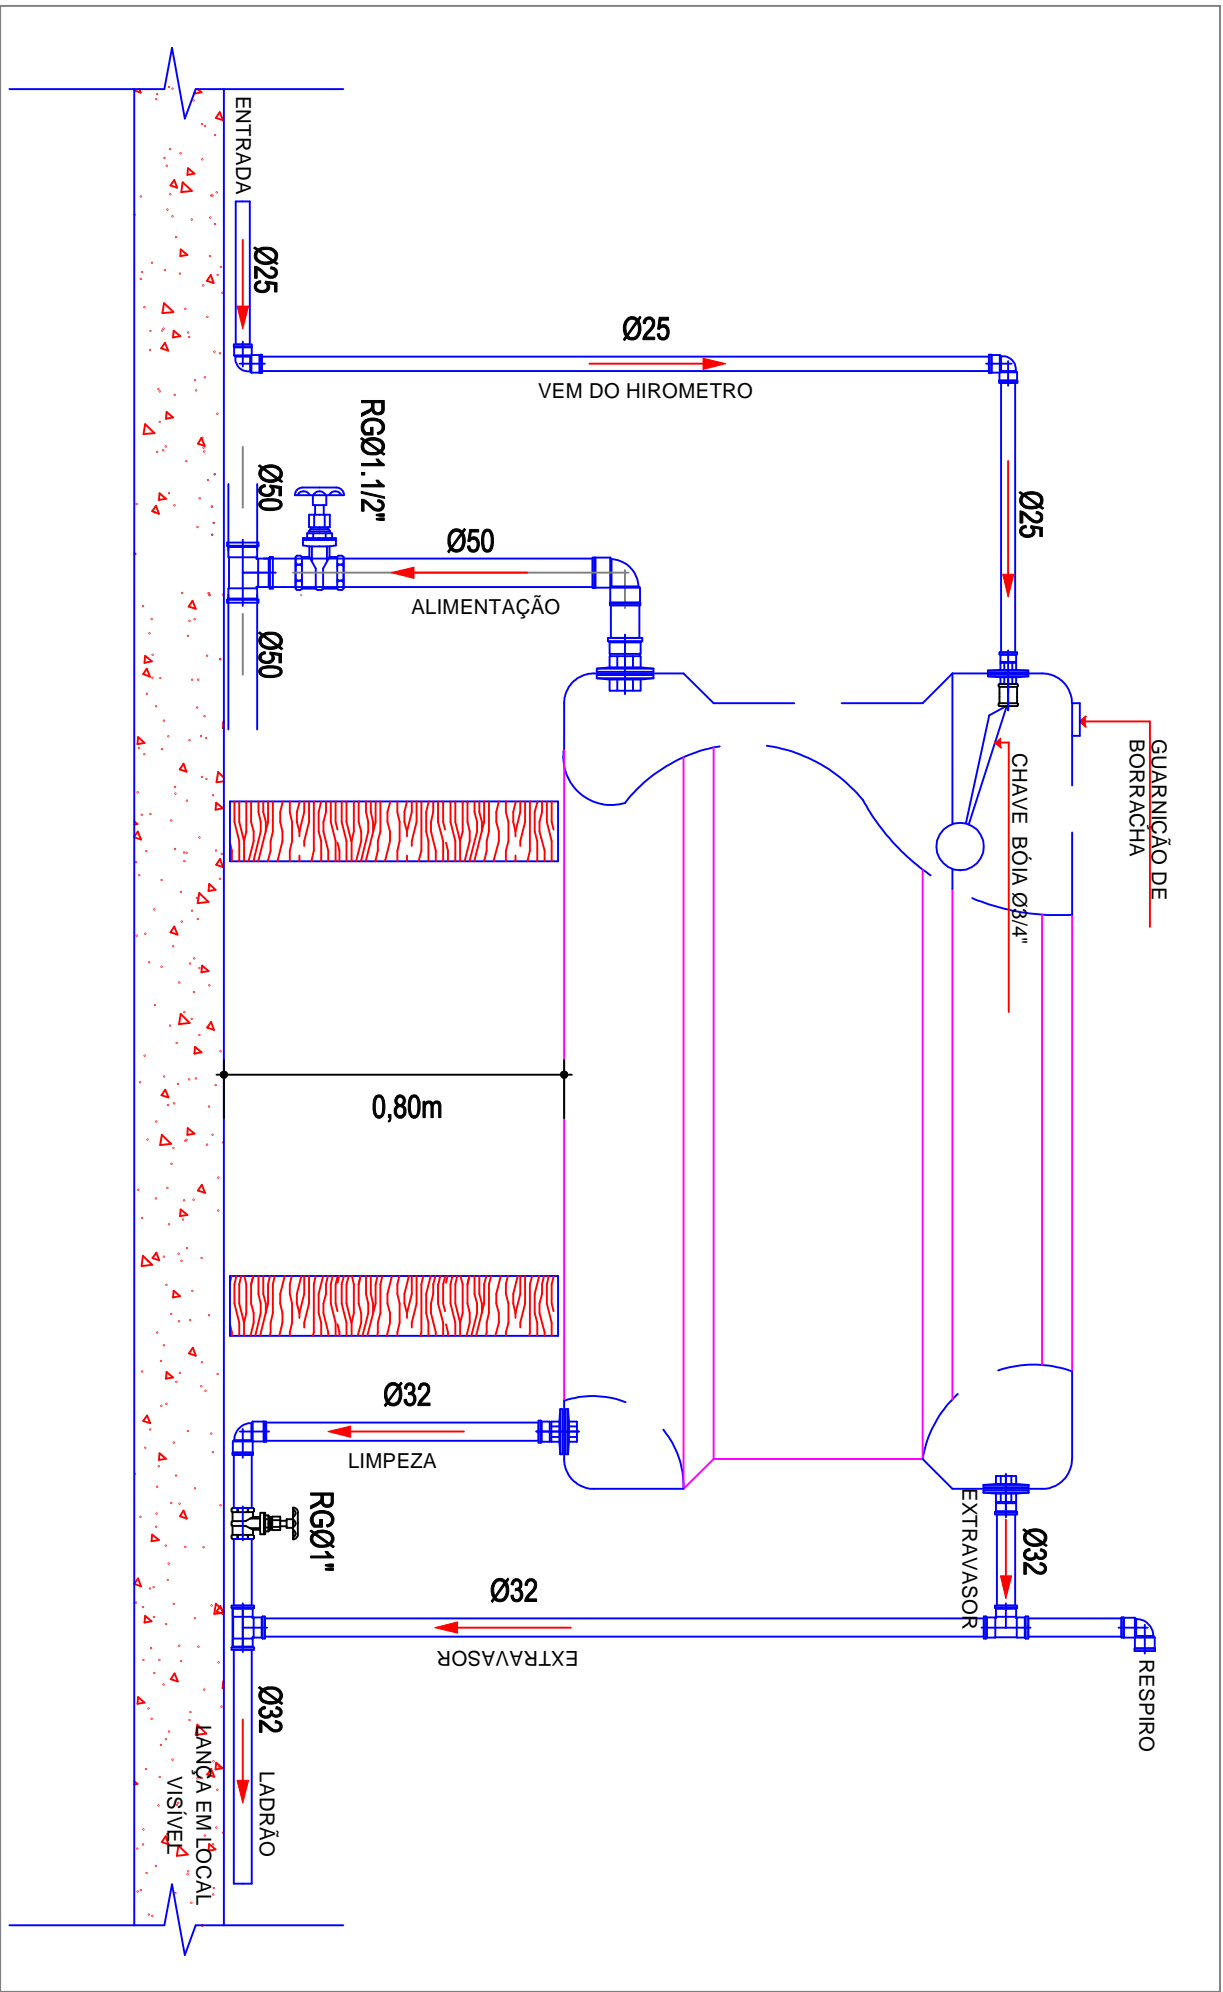 ENTRADA
Ø25
Ø25
VEM DO HIROMETRO
Ø25
RGØ1.1/2"
Ø50
Ø50
Ø50
ALIMENTAÇÃO
GUARNIÇÃO DE
BORRACHA
CHAVE BÓIA Ø3/4"
0,80m
Ø32
LIMPEZA
RGØ1"
EXTRAVASOR
Ø32
Ø32
EXTRAVASOR
RESPIRO
Ø32
LADRÃO
LANÇA EM LOCAL
VISÍVEL